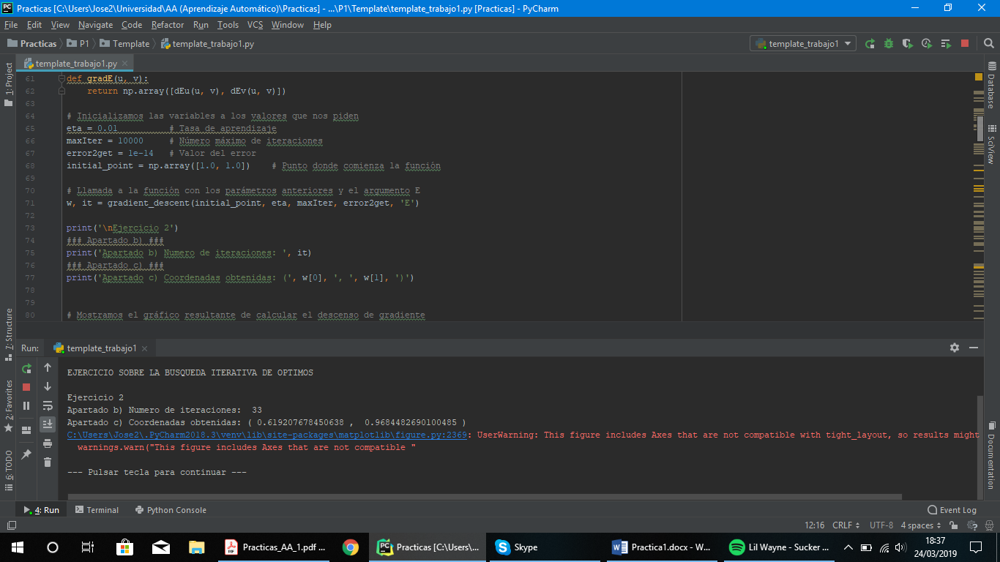 Practicas [C:\Users\Jose2\Universidad\AA (Aprendizaje Automático)\Practicas] - ...\P1\Template\template_trabajo1.py [Practicas] - PyCharm
File Edit View Navigate Code Refactor Run Tools VCS Window Help
Practicas P1 Template template_trabajo1.py template_trabajo1
template_trabajo1.py
1: Project
7: Structure
2: Favorites
6: TODO
Database
SciView
Documentation
61 def gradE(u, v):
62 return np.array([dEu(u, v), dEv(u, v)])
63
64 # Inicializamos las variables a los valores que nos piden
65 eta = 0.01 # Tasa de aprendizaje
66 maxIter = 10000 # Número máximo de iteraciones
67 error2get = 1e-14 # Valor del error
68 initial_point = np.array([1.0, 1.0]) # Punto donde comienza la función
69
70 # Llamada a la función con los parámetros anteriores y el argumento E
71 w, it = gradient_descent(initial_point, eta, maxIter, error2get, 'E')
72
73 print('\nEjercicio 2')
74 ### Apartado b) ###
75 print('Apartado b) Numero de iteraciones: ', it)
76 ### Apartado c) ###
77 print('Apartado c) Coordenadas obtenidas: (', w[0], ', ', w[1], ')')
78
79
80 # Mostramos el gráfico resultante de calcular el descenso de gradiente
Run: template_trabajo1
EJERCICIO SOBRE LA BUSQUEDA ITERATIVA DE OPTIMOS
Ejercicio 2
Apartado b) Numero de iteraciones:  33
Apartado c) Coordenadas obtenidas: ( 0.619207678450638 ,  0.9684482690100485 )
C:\Users\Jose2\.PyCharm2018.3\venv\lib\site-packages\matplotlib\figure.py:2369: UserWarning: This figure includes Axes that are not compatible with tight_layout, so results might
warnings.warn("This figure includes Axes that are not compatible "
--- Pulsar tecla para continuar ---
4: Run Terminal Python Console Event Log
12:16 CRLF UTF-8 4 spaces
Practicas_AA_1.pdf ... Practicas [C:\Users\... Skype Practica1.docx - W... Lil Wayne - Sucker ... 18:37
24/03/2019